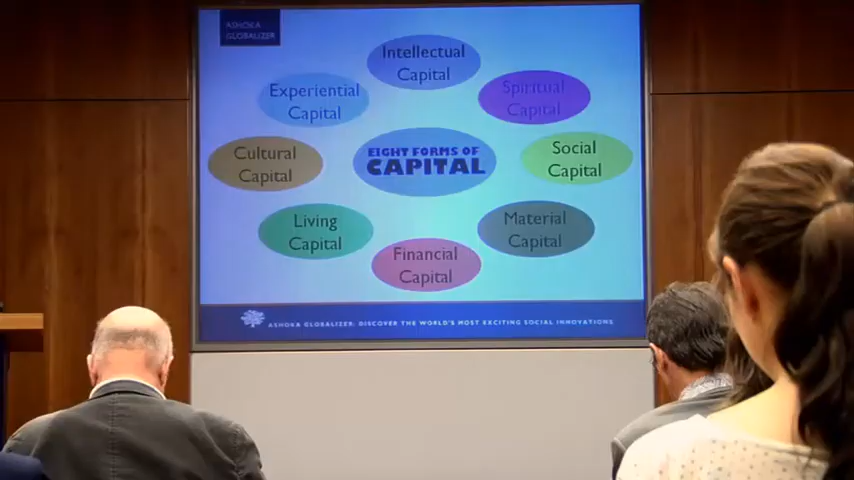 ASHOKA
GLOBALIZER
Intellectual
Capital
Experiential
Capital
Spiritual
Capital
Cultural
Capital
EIGHT FORMS OF
CAPITAL
Social
Capital
Living
Capital
Material
Capital
Financial
Capital
ASHOKA GLOBALIZER: DISCOVER THE WORLD'S MOST EXCITING SOCIAL INNOVATIONS